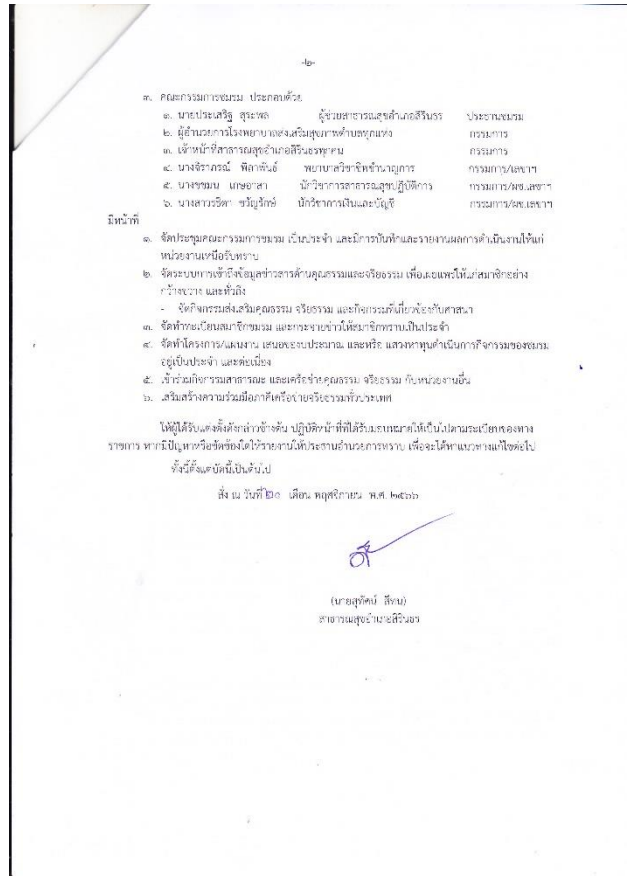 -๒-
๓. คณะกรรมการชมรม ประกอบด้วย
๑. นายประเสริฐ สุระพล ผู้ช่วยสาธารณสุขอำเภอสิรินธร ประธานชมรม
๒. ผู้อำนวยการโรงพยาบาลส่งเสริมสุขภาพตำบลทุกแห่ง กรรมการ
๓. เจ้าหน้าที่สาธารณสุขอำเภอสิรินธรทุกคน กรรมการ
๔. นางจิราภรณ์ พิลาพันธ์ พยาบาลวิชาชีพชำนาญการ กรรมการ/เลขาฯ
๕. นางชชมน เกษอาสา นักวิชาการสาธารณสุขปฏิบัติการ กรรมการ/ผช.เลขาฯ
๖. นางสาวรธิดา ขวัญรักษ์ นักวิชาการเงินและบัญชี กรรมการ/ผช.เลขาฯ
มีหน้าที่
๑. จัดประชุมคณะกรรมการชมรม เป็นประจำ และมีการบันทึกและรายงานผลการดำเนินงานให้แก่
หน่วยงานเหนือรับทราบ
๒. จัดระบบการเข้าถึงข้อมูลข่าวสารด้านคุณธรรมและจริยธรรม เพื่อเผยแพร่ให้แก่สมาชิกอย่าง
กว้างขวาง และทั่วถึง
- จัดกิจกรรมส่งเสริมคุณธรรม จริยธรรม และกิจกรรมที่เกี่ยวข้องกับศาสนา
๓. จัดทำทะเบียนสมาชิกชมรม และกระจายข่าวให้สมาชิกทราบเป็นประจำ
๔. จัดทำโครงการ/แผนงาน เสนอของบประมาณ และหรือ แสวงหาทุนดำเนินการกิจกรรมของชมรม
อยู่เป็นประจำ และต่อเนื่อง
๕. เข้าร่วมกิจกรรมสาธารณะ และเครือข่ายคุณธรรม จริยธรรม กับหน่วยงานอื่น
๖. เสริมสร้างความร่วมมือภาคีเครือข่ายจริยธรรมทั่วประเทศ
ให้ผู้ได้รับแต่งตั้งดังกล่าวข้างต้น ปฏิบัติหน้าที่ที่ได้รับมอบหมายให้เป็นไปตามระเบียบของทาง
ราชการ หากมีปัญหาหรือขัดข้องใดให้รายงานให้ประธานอำนวยการทราบ เพื่อจะได้หาแนวทางแก้ไขต่อไป
ทั้งนี้ตั้งแต่บัดนี้เป็นต้นไป
สั่ง ณ วันที่ ๒๐ เดือน พฤศจิกายน พ.ศ. ๒๕๖๖
(นายสุทัศน์ สีทน)
สาธารณสุขอำเภอสิรินธร